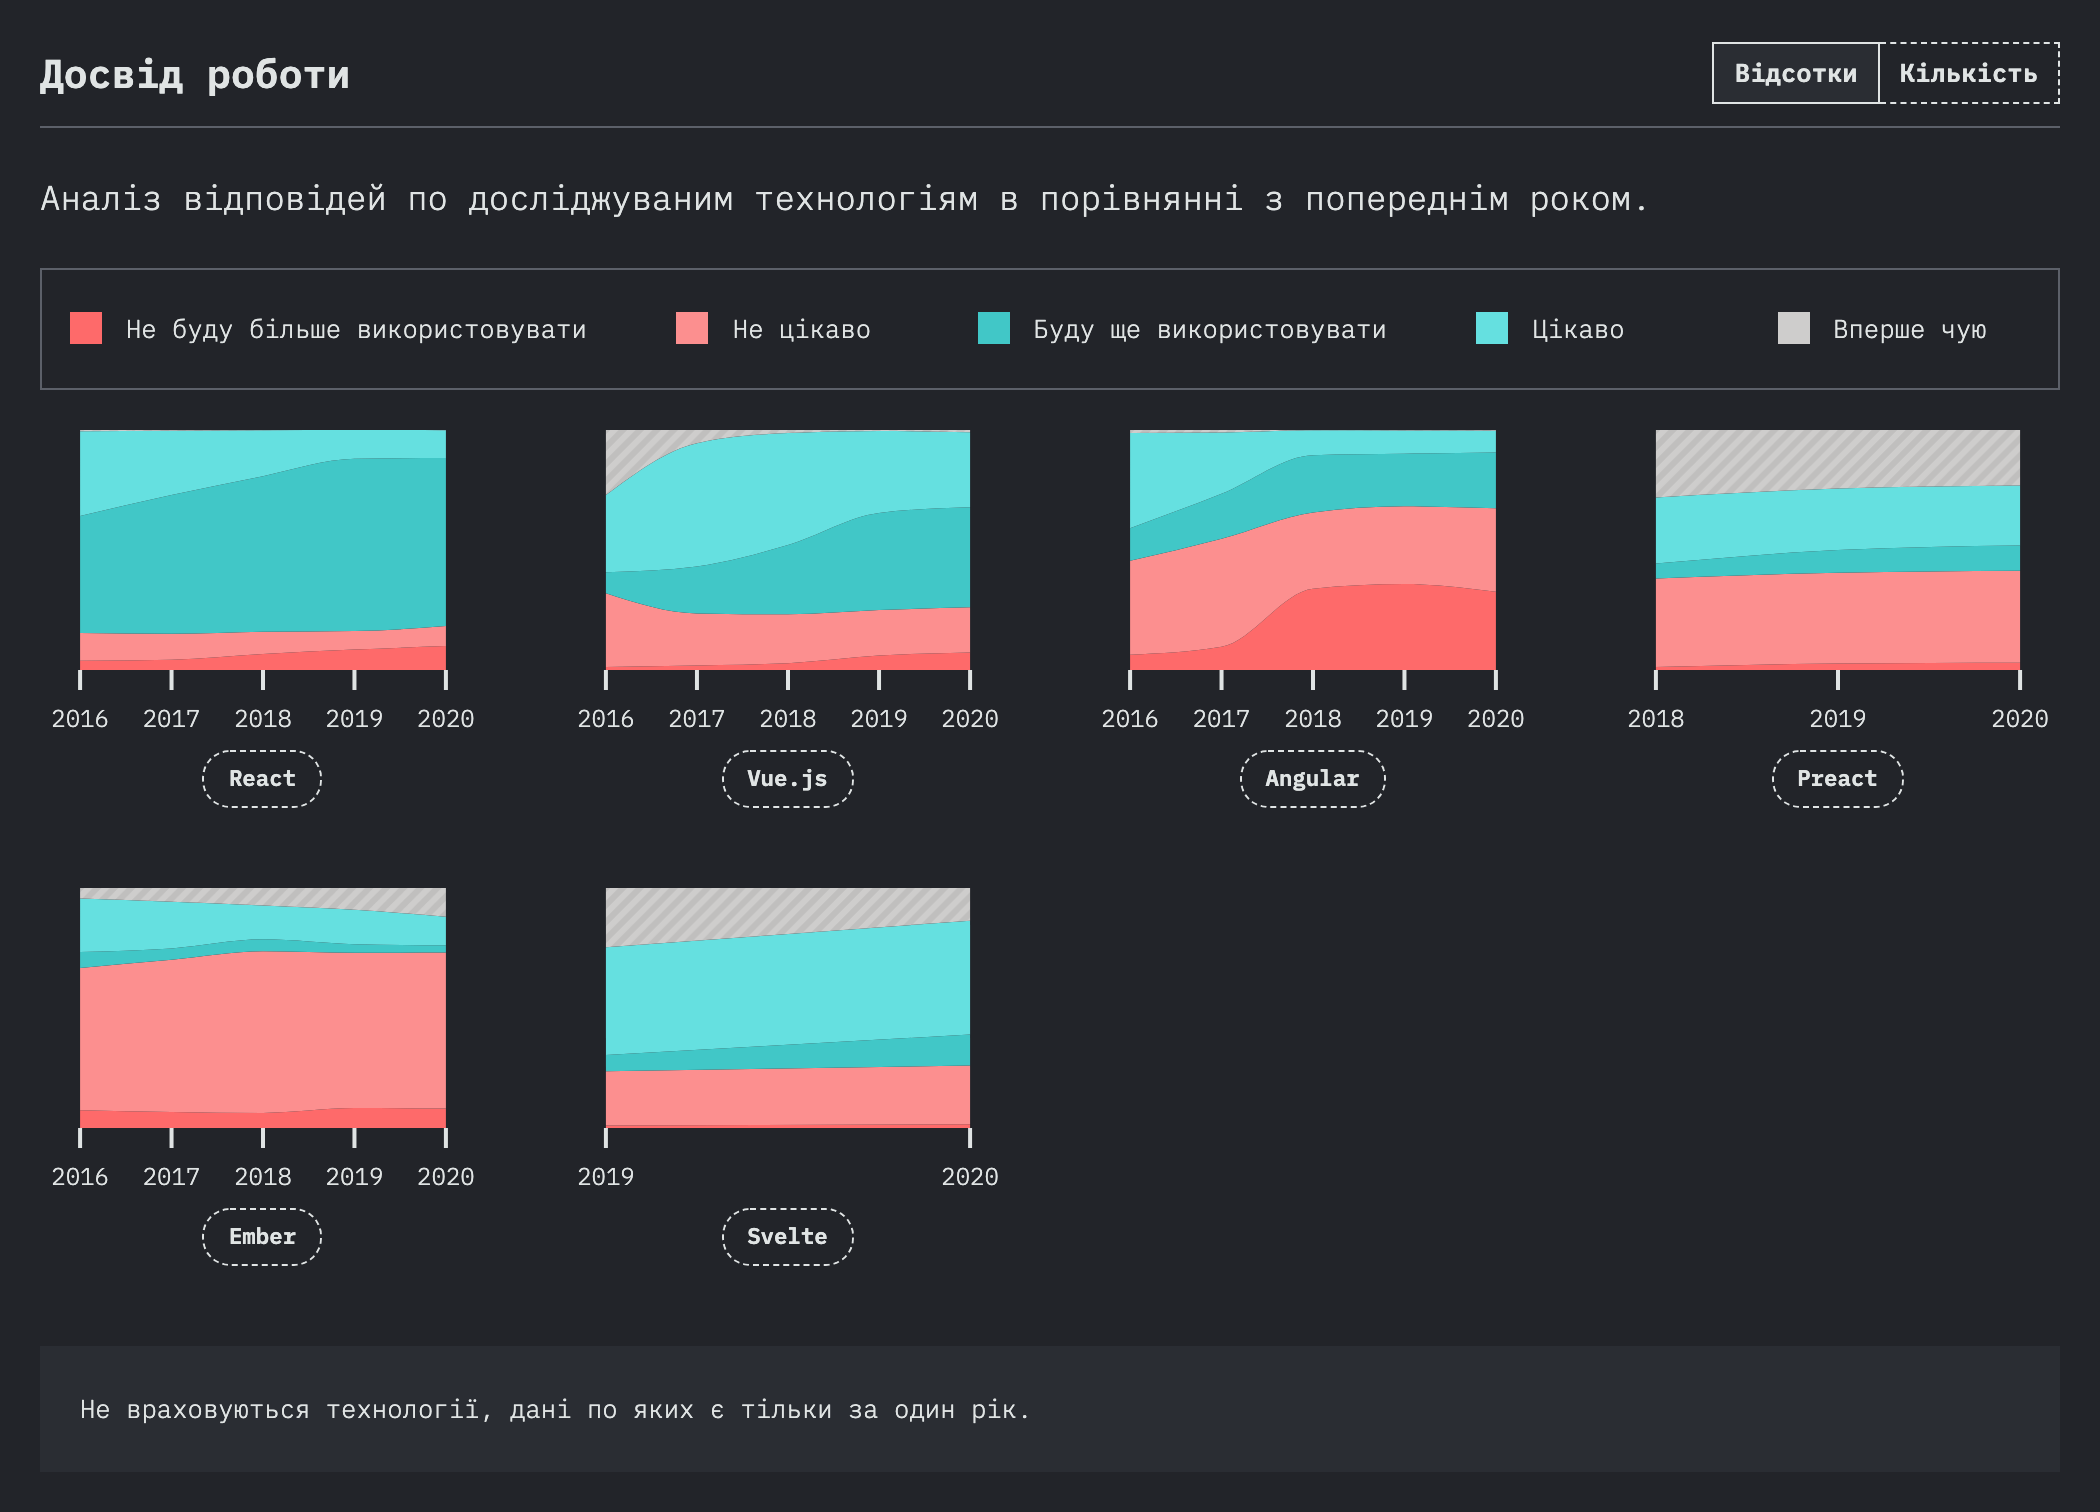 Досвід роботи
Відсотки Кількість
Аналіз відповідей по досліджуваним технологіям в порівнянні з попереднім роком.
Не буду більше використовувати Не цікаво Буду ще використовувати Цікаво Вперше чую
2016 2017 2018 2019 2020
React
2016 2017 2018 2019 2020
Vue.js
2016 2017 2018 2019 2020
Angular
2018 2019 2020
Preact
2016 2017 2018 2019 2020
Ember
2019 2020
Svelte
Не враховуються технології, дані по яких є тільки за один рік.